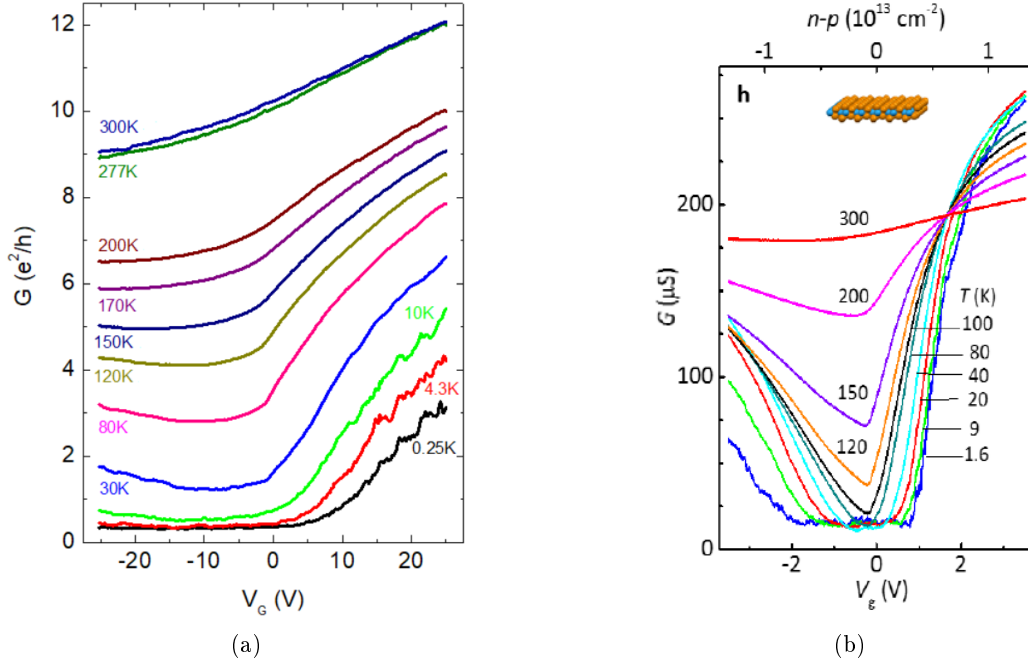 12
10
8
6
4
2
0
G (e²/h)
300K
277K
200K
170K
150K
120K
80K
30K
10K
4.3K
0.25K
-20 -10 0 10 20
V_G (V)
(a)
n-p (10¹³ cm⁻²)
-1 0 1
h
200
100
0
G (µS)
300
200
150
120
T (K)
100
80
40
20
9
1.6
-2 0 2
V_g (V)
(b)